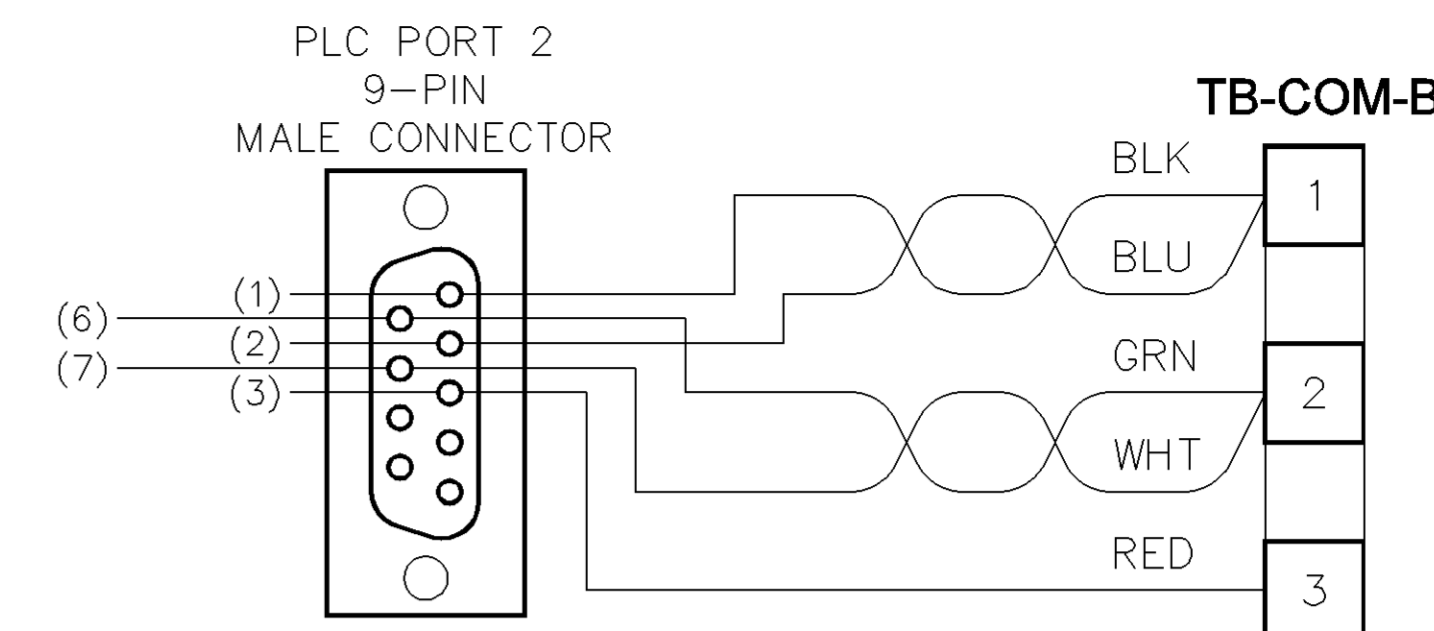 PLC PORT 2
9-PIN
MALE CONNECTOR
TB-COM-B
BLK
1
BLU
(1)
(6)
(2)
(7)
(3)
GRN
2
WHT
RED
3